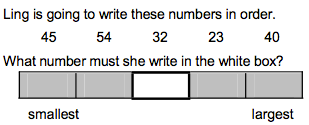 Ling is going to write these numbers in order.
45 54 32 23 40
What number must she write in the white box?
smallest largest